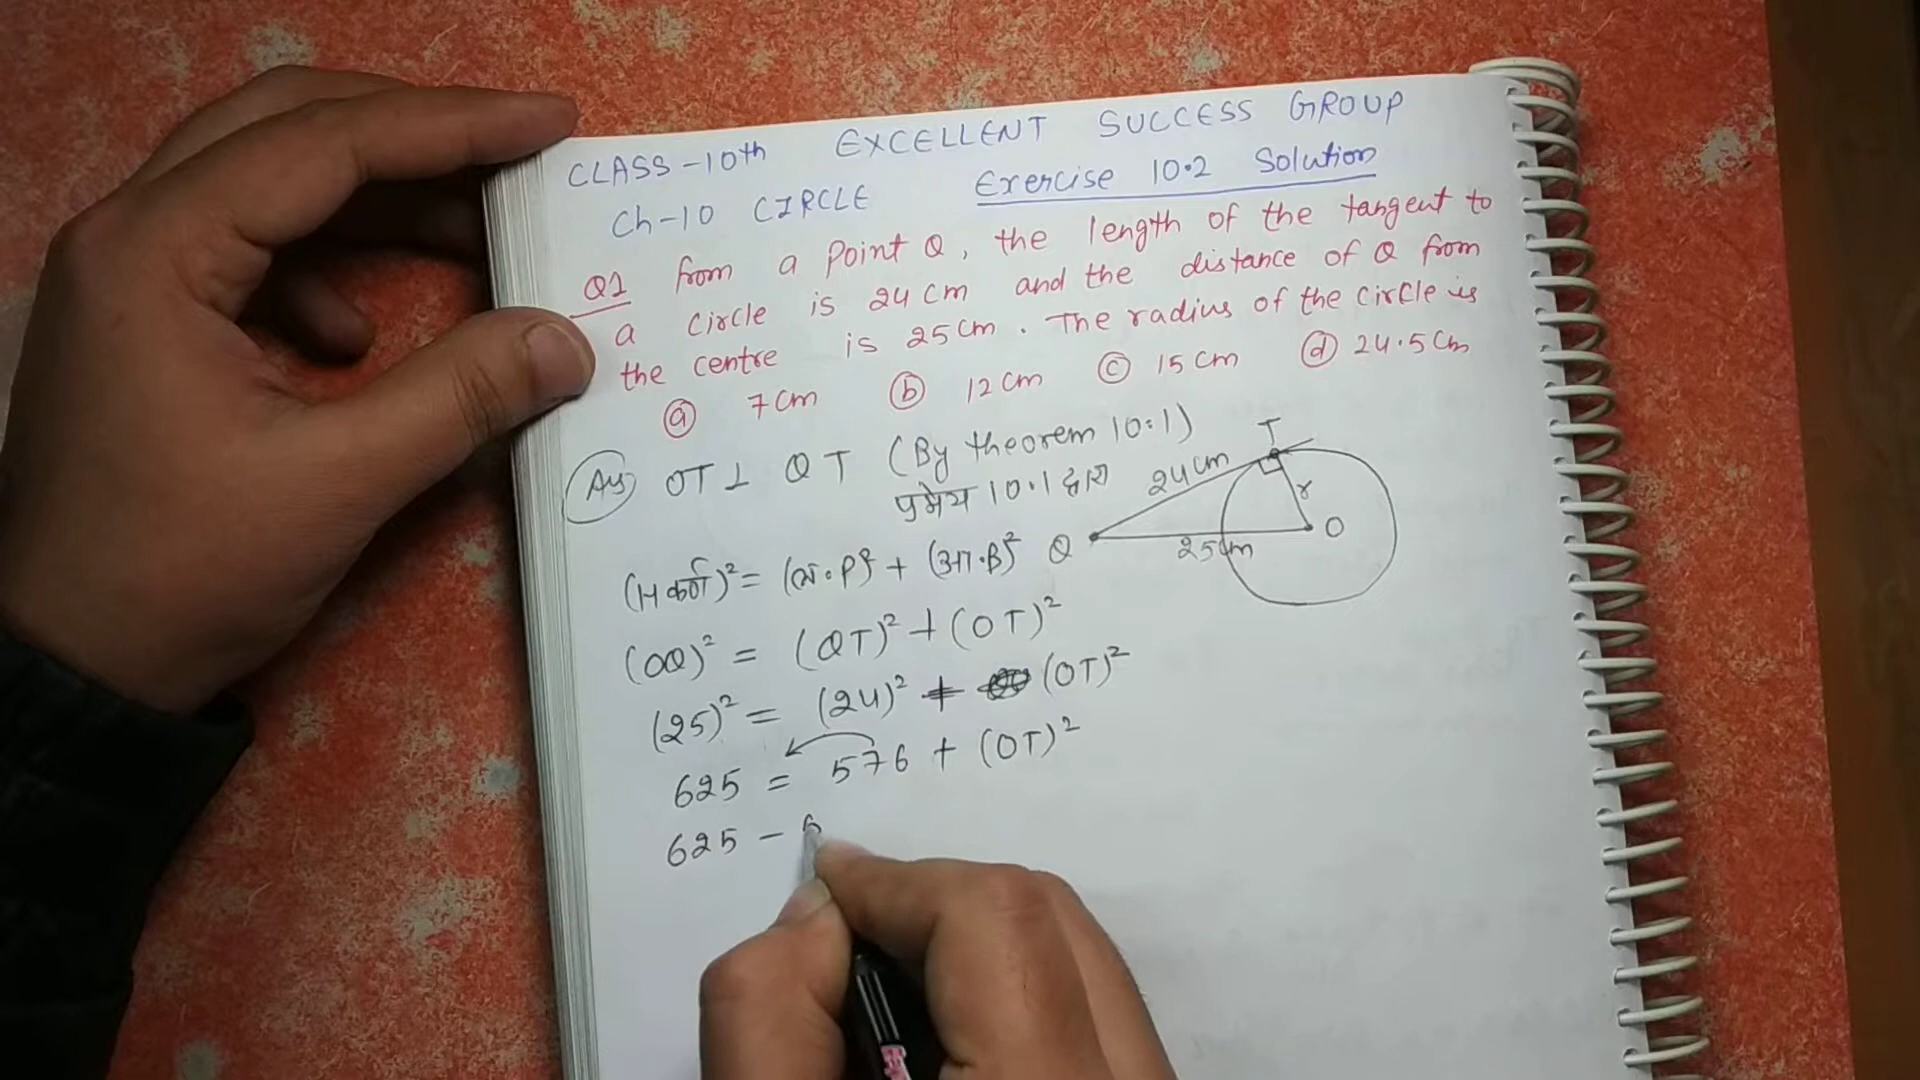 CLASS-10th EXCELLENT SUCCESS GROUP
Ch-10 CIRCLE Exercise 10.2 Solution
Q1 from a Point Q, the length of the tangent to
a circle is 24 cm and the distance of Q from
the centre is 25 cm. The radius of the circle is
ⓐ 7 cm ⓑ 12 cm ⓒ 15 cm ⓓ 24.5 cm
Ans OT ⊥ QT (By theorem 10.1)
प्रमेय 10.1 द्वारा
T
24 cm
r
Q
25 cm
O
(H कर्ण)² = (ल.P)² + (आ.B)²
(OQ)² = (QT)² + (OT)²
(25)² = (24)² + (OT)²
625 = 576 + (OT)²
625 -